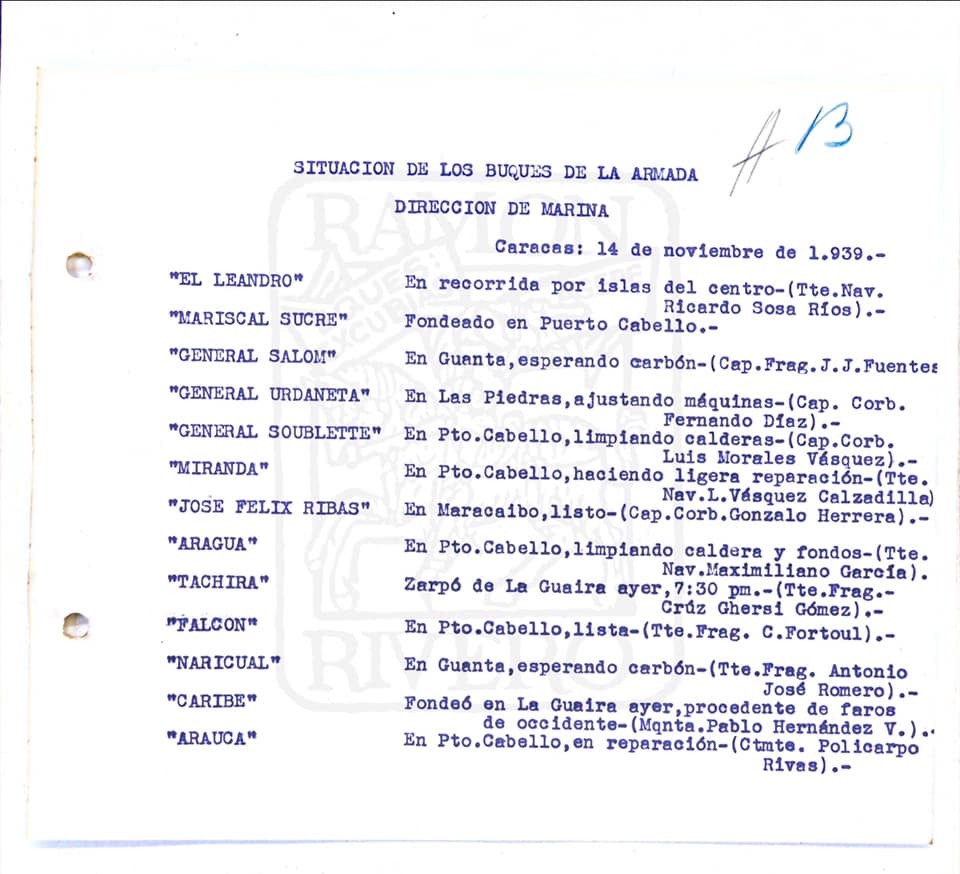 A B
SITUACION DE LOS BUQUES DE LA ARMADA
DIRECCION DE MARINA
Caracas: 14 de noviembre de 1.939.-
"EL LEANDRO" En recorrida por islas del centro-(Tte.Nav.
Ricardo Sosa Ríos).-
"MARISCAL SUCRE" Fondeado en Puerto Cabello.-
"GENERAL SALOM" En Guanta,esperando carbón-(Cap.Frag.J.J.Fuentes
"GENERAL URDANETA" En Las Piedras,ajustando máquinas-(Cap. Corb.
Fernando Díaz).-
"GENERAL SOUBLETTE" En Pto.Cabello,limpiando calderas-(Cap.Corb.
Luis Morales Vásquez).-
"MIRANDA" En Pto.Cabello,haciendo ligera reparación-(Tte.
Nav.L.Vásquez Calzadilla)
"JOSE FELIX RIBAS" En Maracaibo,listo-(Cap.Corb.Gonzalo Herrera).-
"ARAGUA" En Pto.Cabello,limpiando caldera y fondos-(Tte.
Nav.Maximiliano García).
"TACHIRA" Zarpó de La Guaira ayer,7:30 pm.-(Tte.Frag.-
Crúz Ghersi Gómez).-
"FALCON" En Pto.Cabello,lista-(Tte.Frag. C.Fortoul).-
"NARICUAL" En Guanta,esperando carbón-(Tte.Frag. Antonio
José Romero).-
"CARIBE" Fondeó en La Guaira ayer,procedente de faros
de occidente-(Mqnta.Pablo Hernández V.).-
"ARAUCA" En Pto.Cabello,en reparación-(Ctmte. Policarpo
Rivas).-
RAMON
RIVERO